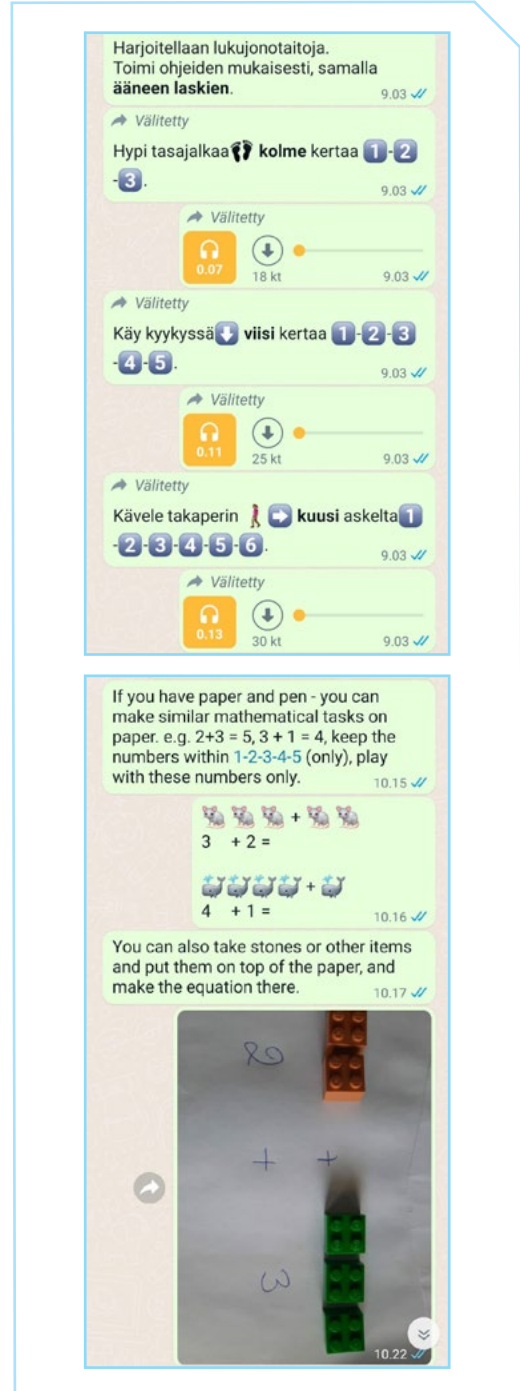 Harjoitellaan lukujonotaitoja.
Toimi ohjeiden mukaisesti, samalla
ääneen laskien. 9.03
Välitetty
Hypi tasajalkaa👣 kolme kertaa 1️⃣-2️⃣
-3️⃣. 9.03
Välitetty
0.07 18 kt 9.03
Välitetty
Käy kyykyssä⬇️ viisi kertaa 1️⃣-2️⃣-3️⃣
-4️⃣-5️⃣. 9.03
Välitetty
0.11 25 kt 9.03
Välitetty
Kävele takaperin 🚶‍♀️➡️ kuusi askelta1️⃣
-2️⃣-3️⃣-4️⃣-5️⃣-6️⃣. 9.03
Välitetty
0.13 30 kt 9.03
If you have paper and pen - you can
make similar mathematical tasks on
paper. e.g. 2+3 = 5, 3 + 1 = 4, keep the
numbers within 1-2-3-4-5 (only), play
with these numbers only. 10.15
🐁🐁🐁 + 🐁🐁
3 + 2 =
🐳🐳🐳🐳 + 🐳
4 + 1 = 10.16
You can also take stones or other items
and put them on top of the paper, and
make the equation there. 10.17
2
+ +
3
10.22